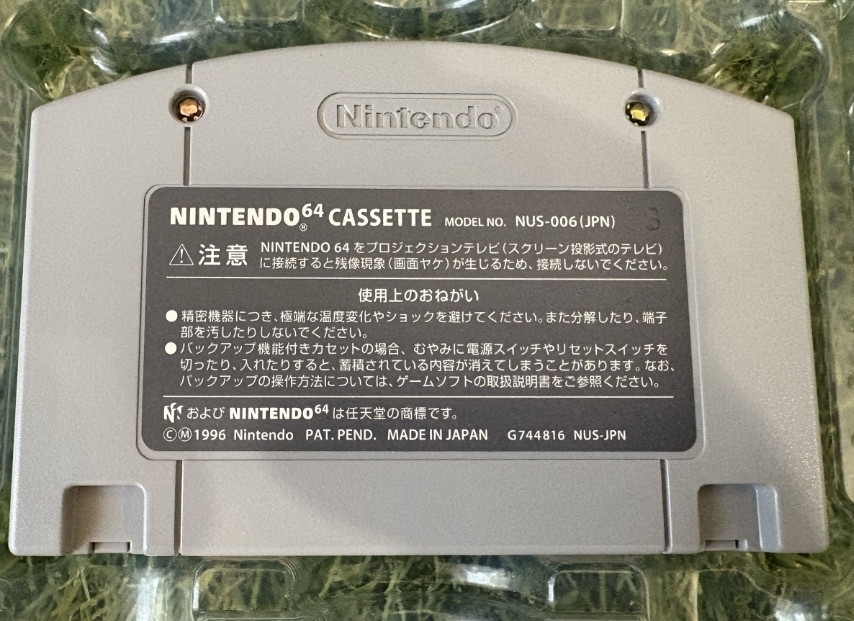 Nintendo
NINTENDO64® CASSETTE MODEL NO. NUS-006(JPN) S
注意 NINTENDO 64 をプロジェクションテレビ(スクリーン投影式のテレビ)
に接続すると残像現象(画面ヤケ)が生じるため、接続しないでください。
使用上のおねがい
●精密機器につき、極端な温度変化やショックを避けてください。また分解したり、端子
部を汚したりしないでください。
●バックアップ機能付きカセットの場合、むやみに電源スイッチやリセットスイッチを
切ったり、入れたりすると、蓄積されている内容が消えてしまうことがあります。なお、
バックアップの操作方法については、ゲームソフトの取扱説明書をご参照ください。
および NINTENDO64 は任天堂の商標です。
ⒸⓂ1996 Nintendo PAT. PEND. MADE IN JAPAN G744816 NUS-JPN